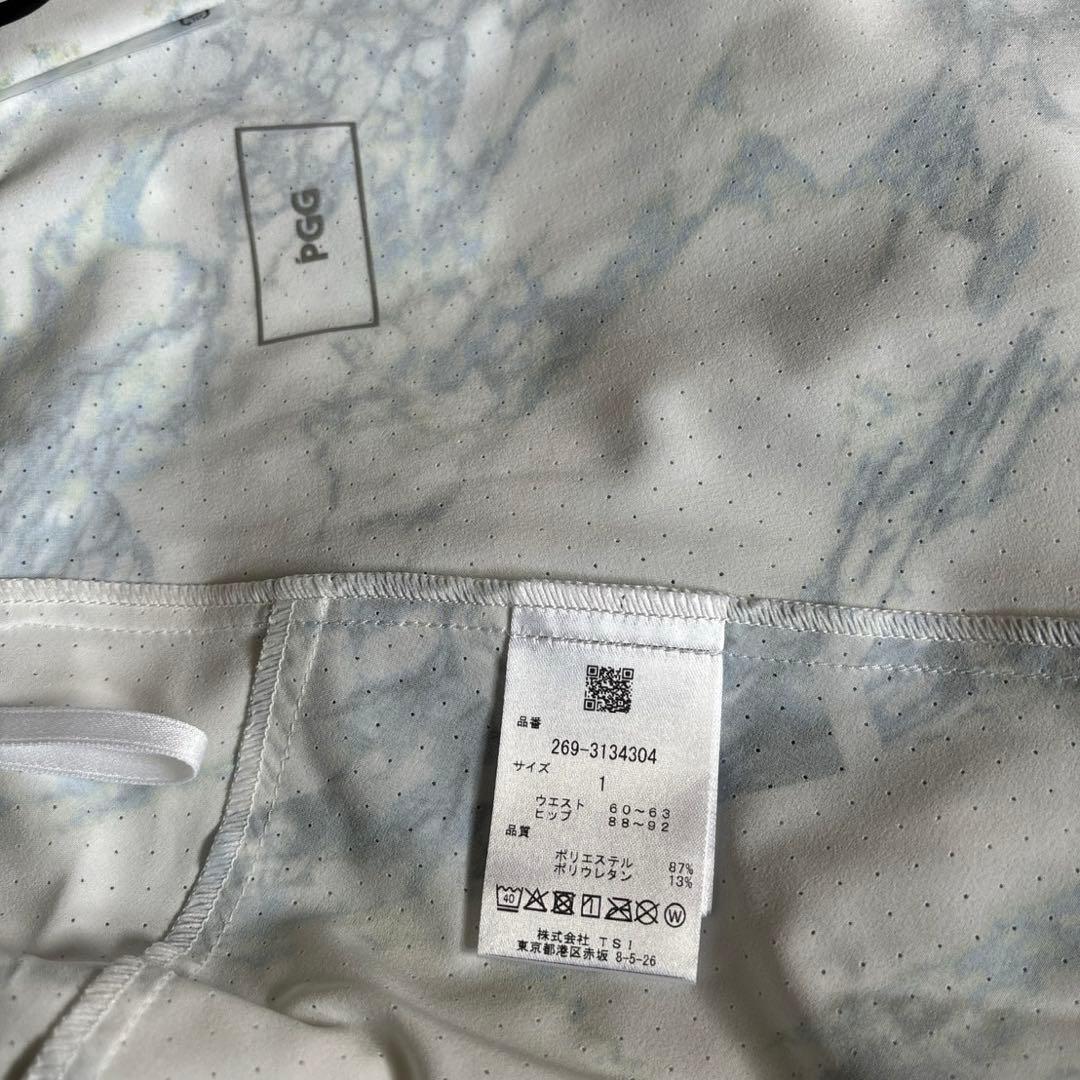 PGG
品番
269-3134304
サイズ
1
ウエスト 60~63
ヒップ 88~92
品質
ポリエステル 87%
ポリウレタン 13%
40
W
株式会社 TSI
東京都港区赤坂 8-5-26